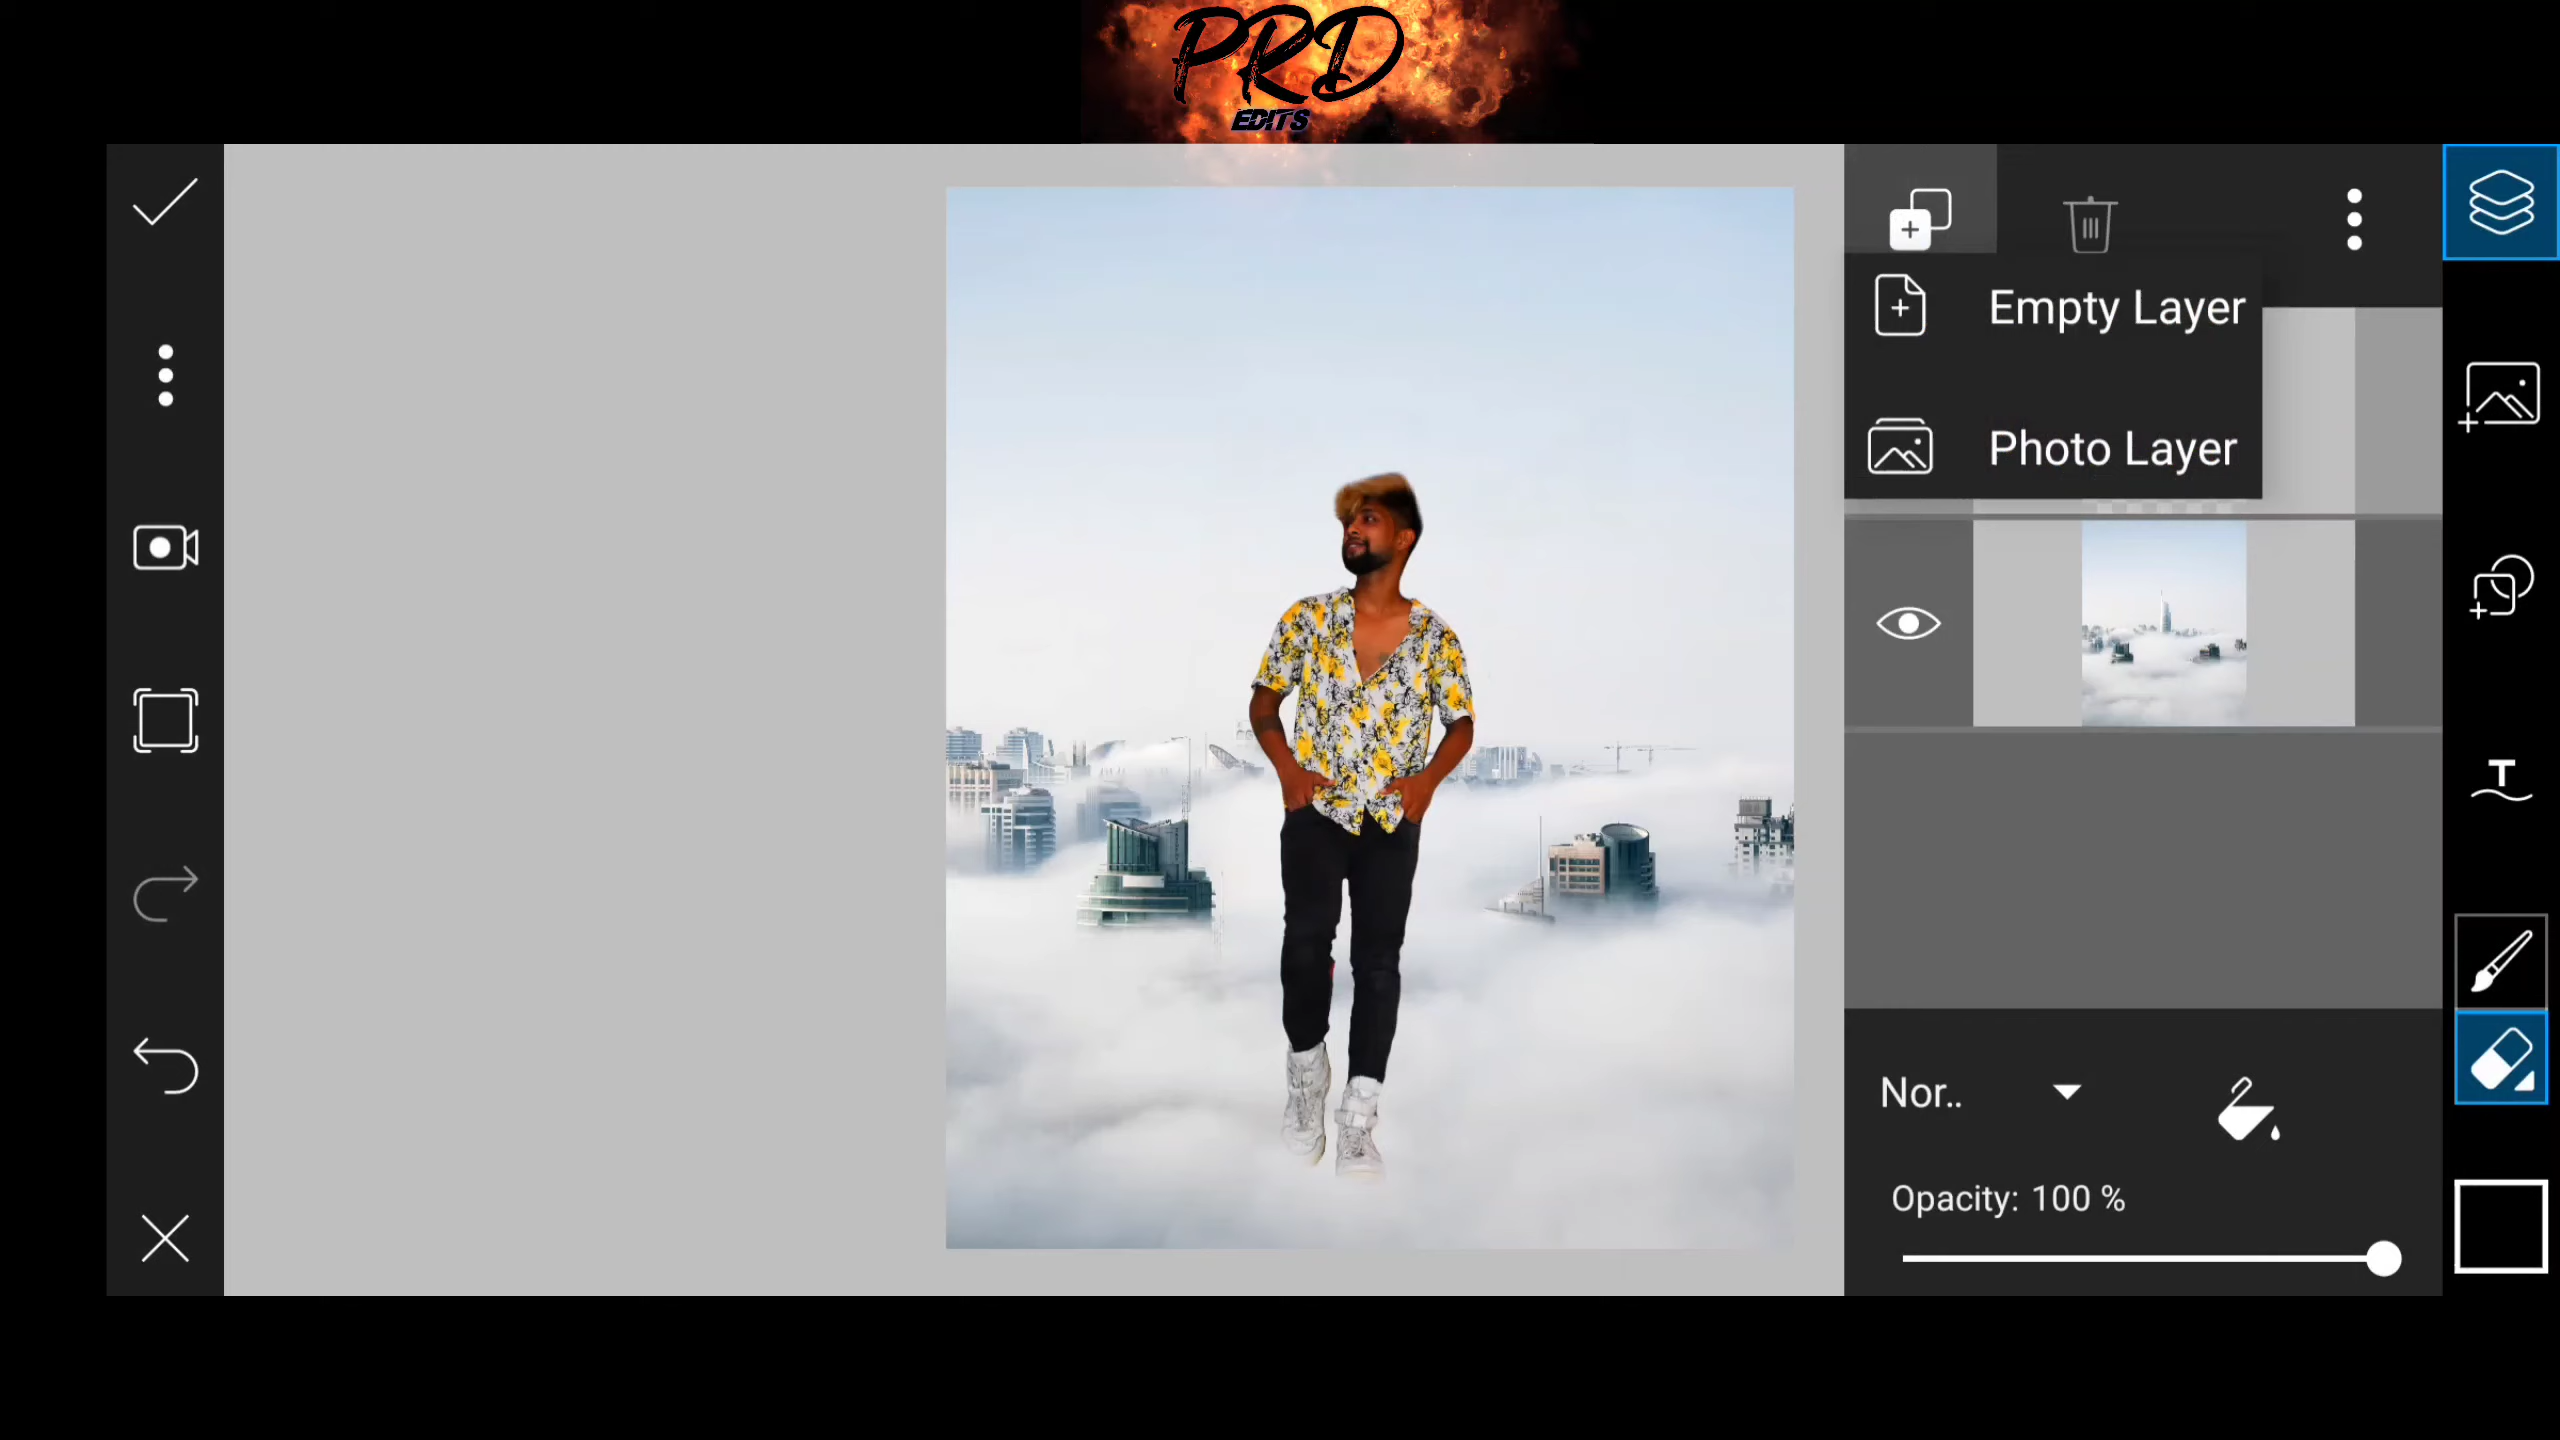 PRD
EDITS
Empty Layer
Photo Layer
T
Nor..
Opacity: 100 %